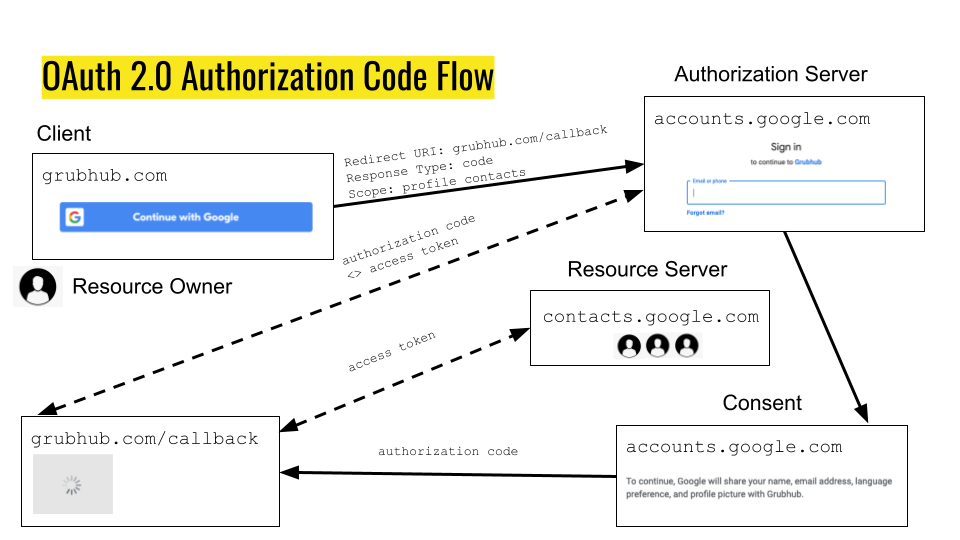 OAuth 2.0 Authorization Code Flow
Authorization Server
accounts.google.com
Sign in
to continue to Grubhub
Email or phone
Forgot email?
Client
grubhub.com
G Continue with Google
Redirect URI: grubhub.com/callback
Response Type: code
Scope: profile contacts
Resource Owner
authorization code
<> access token
Resource Server
contacts.google.com
access token
Consent
accounts.google.com
To continue, Google will share your name, email address, language
preference, and profile picture with Grubhub.
grubhub.com/callback
authorization code